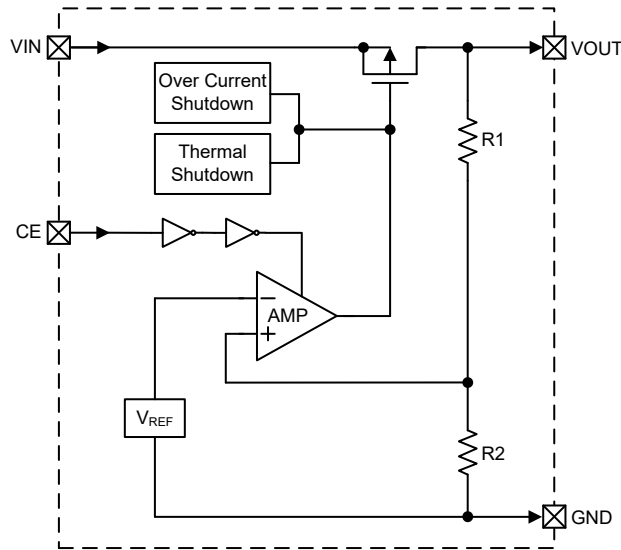 VIN
VOUT
Over Current
Shutdown
Thermal
Shutdown
R1
CE
AMP
−
+
VREF
R2
GND